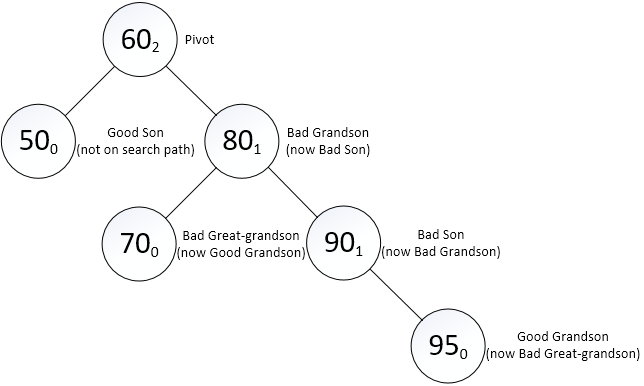 60₂ Pivot
50₀
Good Son
(not on search path)
80₁
Bad Grandson
(now Bad Son)
70₀
Bad Great-grandson
(now Good Grandson)
90₁
Bad Son
(now Bad Grandson)
95₀
Good Grandson
(now Bad Great-grandson)